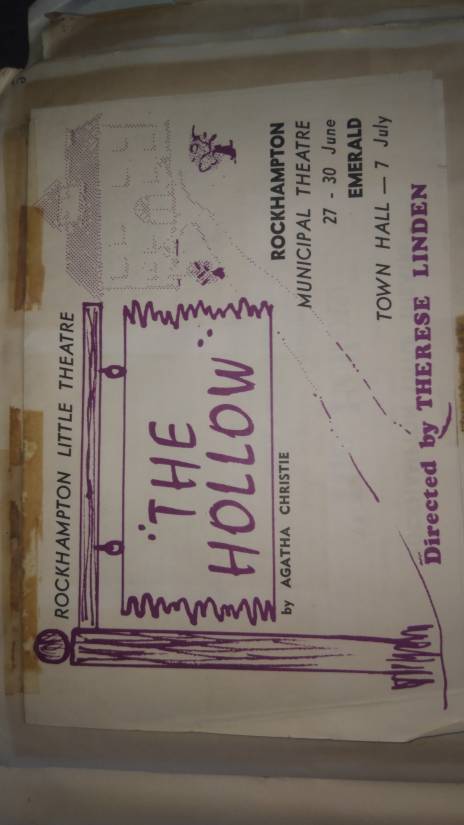 ROCKHAMPTON LITTLE THEATRE
"THE
HOLLOW"
by AGATHA CHRISTIE
ROCKHAMPTON
MUNICIPAL THEATRE
27 - 30 June
EMERALD
TOWN HALL — 7 July
Directed by THERESE LINDEN